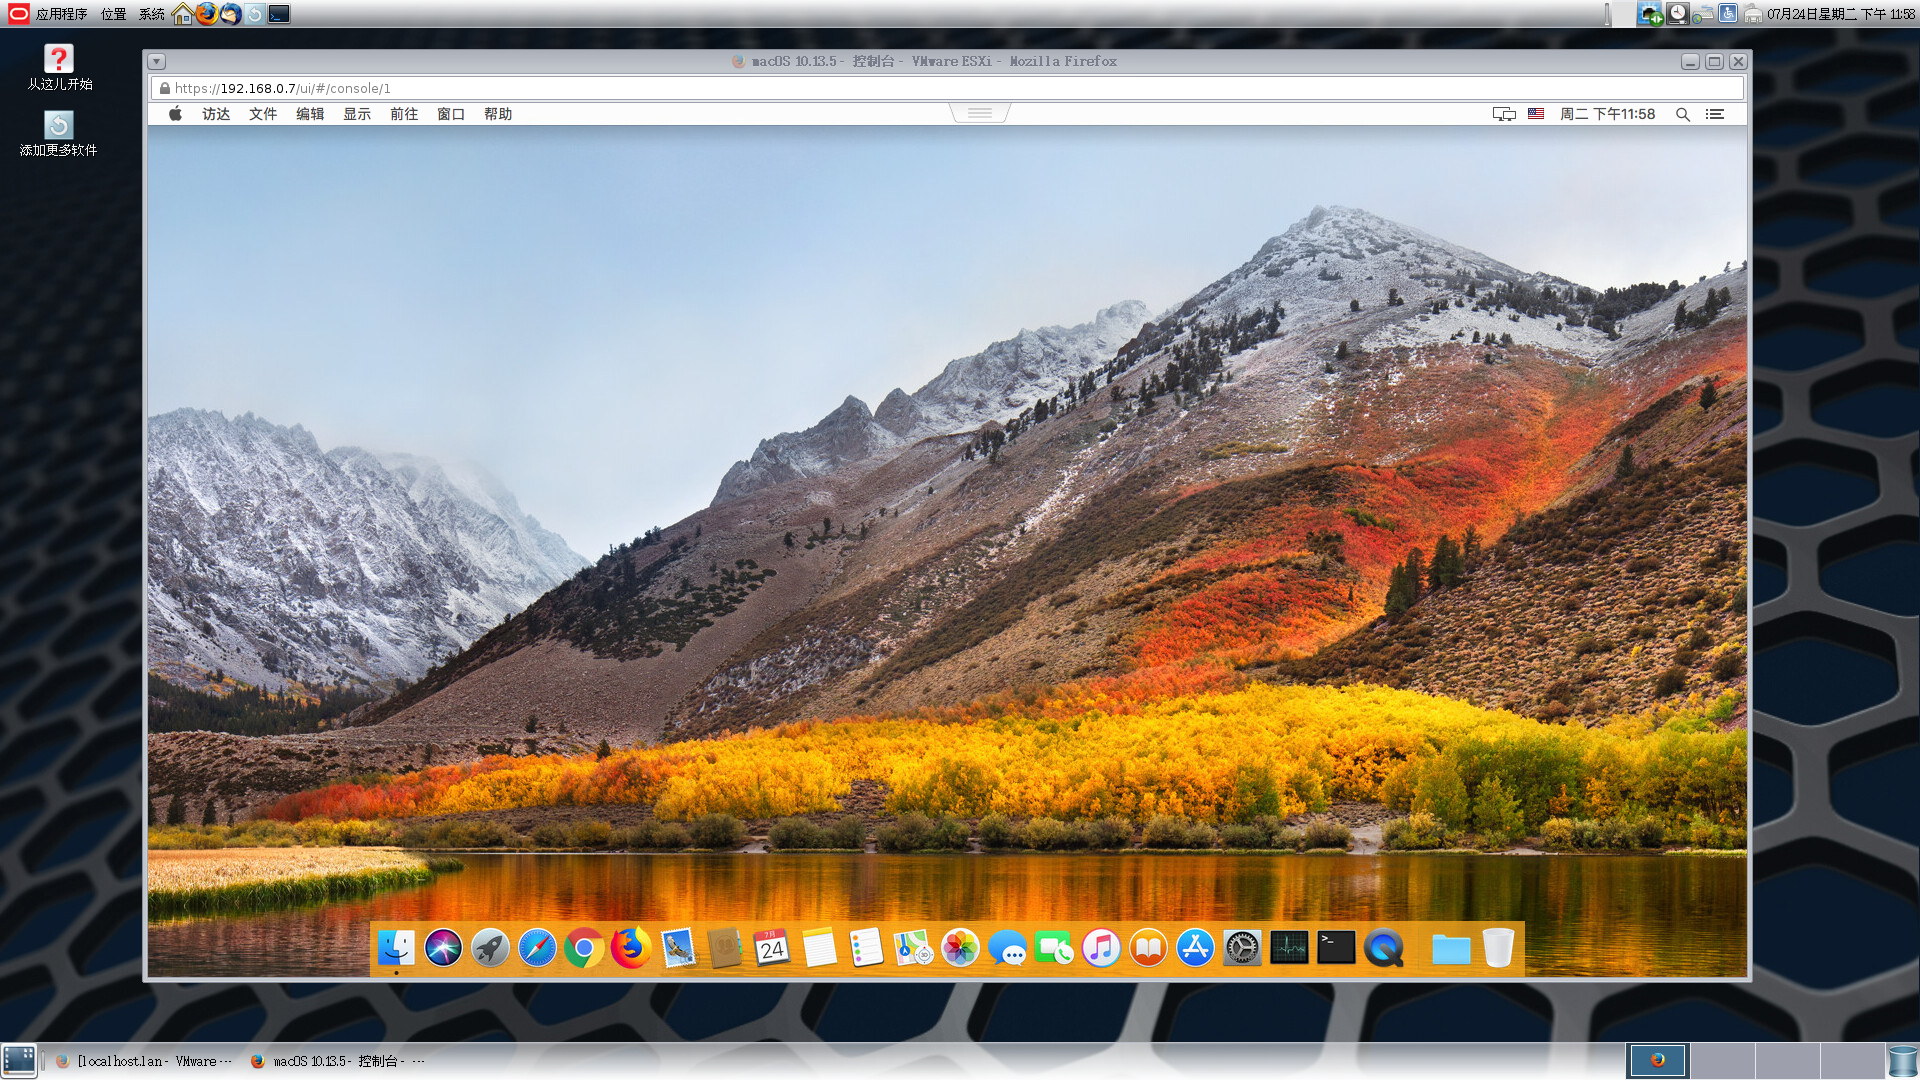 应用程序 位置 系统
07月24日星期二 下午 11:58
从这儿开始
添加更多软件
macOS 10.13.5 - 控制台 - VMware ESXi - Mozilla Firefox
https://192.168.0.7/ui/#/console/1
访达 文件 编辑 显示 前往 窗口 帮助
周二 下午11:58
7月
24
3D
>_
[localhost.lan - VMware ···
macOS 10.13.5 - 控制台 - ···